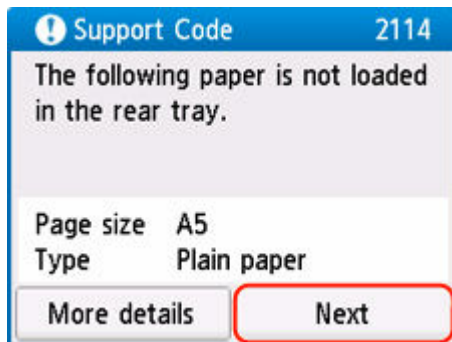 Support Code 2114
The following paper is not loaded
in the rear tray.
Page size A5
Type Plain paper
More details Next